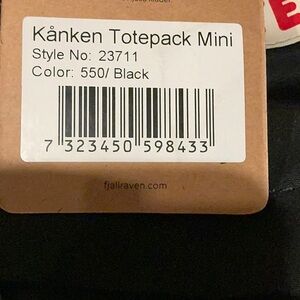 Kånken Totepack Mini
Style No: 23711
Color: 550/ Black
7 323450 598433
fjallraven.com